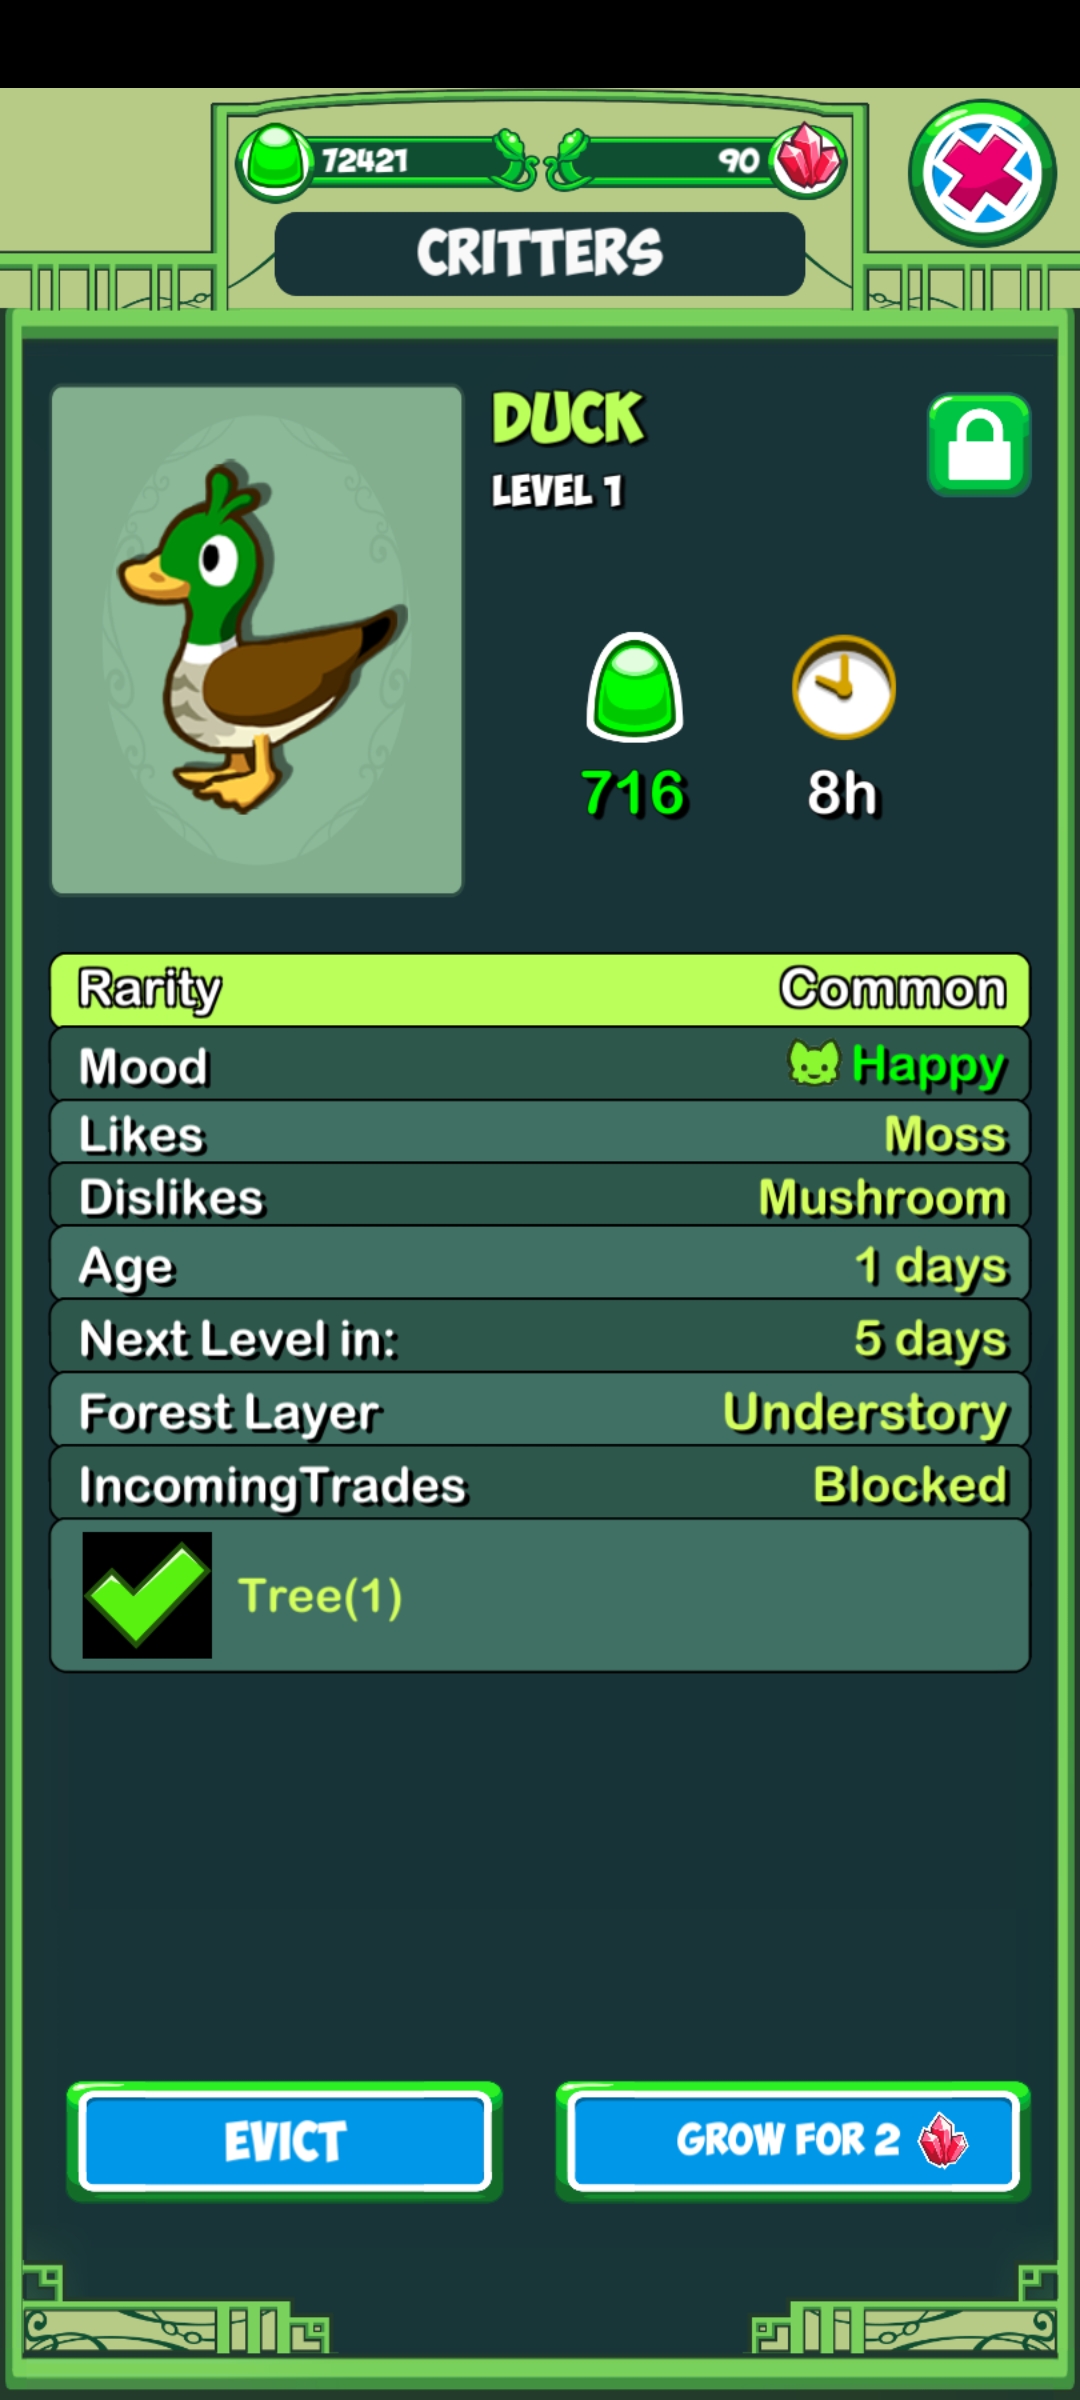 72421 90
CRITTERS
DUCK
LEVEL 1
716 8h
Rarity Common
Mood Happy
Likes Moss
Dislikes Mushroom
Age 1 days
Next Level in: 5 days
Forest Layer Understory
IncomingTrades Blocked
Tree(1)
EVICT GROW FOR 2